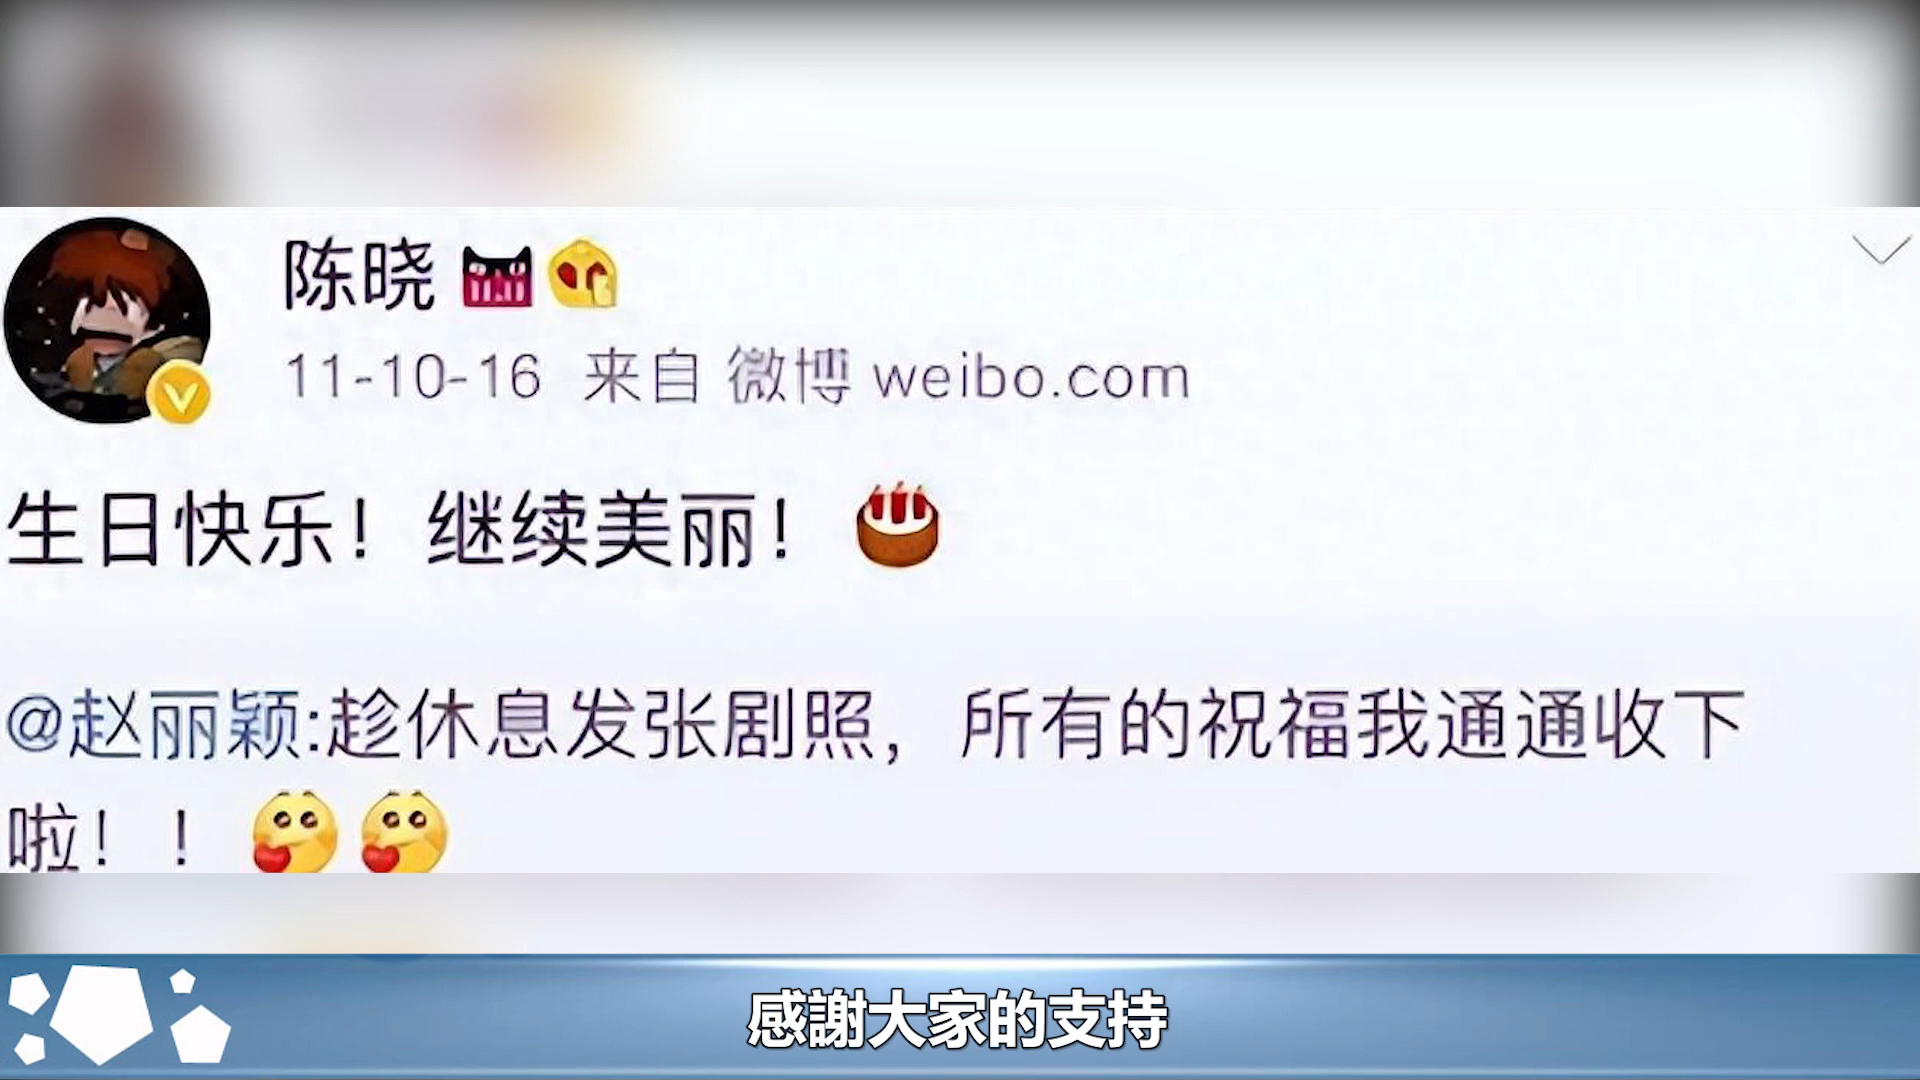 陈晓
11-10-16 来自 微博 weibo.com
生日快乐！继续美丽！
@赵丽颖:趁休息发张剧照，所有的祝福我通通收下
啦！！
感謝大家的支持